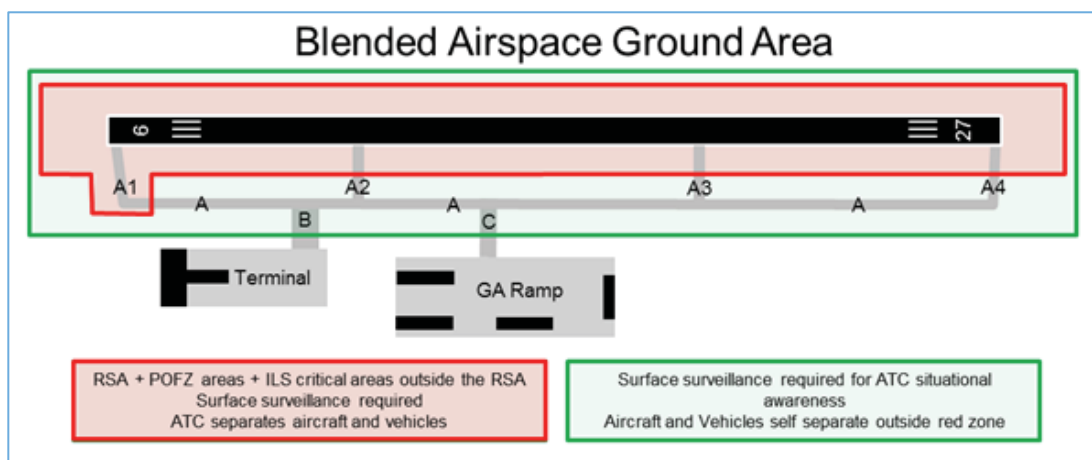 Blended Airspace Ground Area
9
27
A1
A2
A3
A4
A
A
A
B
C
Terminal
GA Ramp
RSA + POFZ areas + ILS critical areas outside the RSA
Surface surveillance required
ATC separates aircraft and vehicles
Surface surveillance required for ATC situational
awareness
Aircraft and Vehicles self separate outside red zone